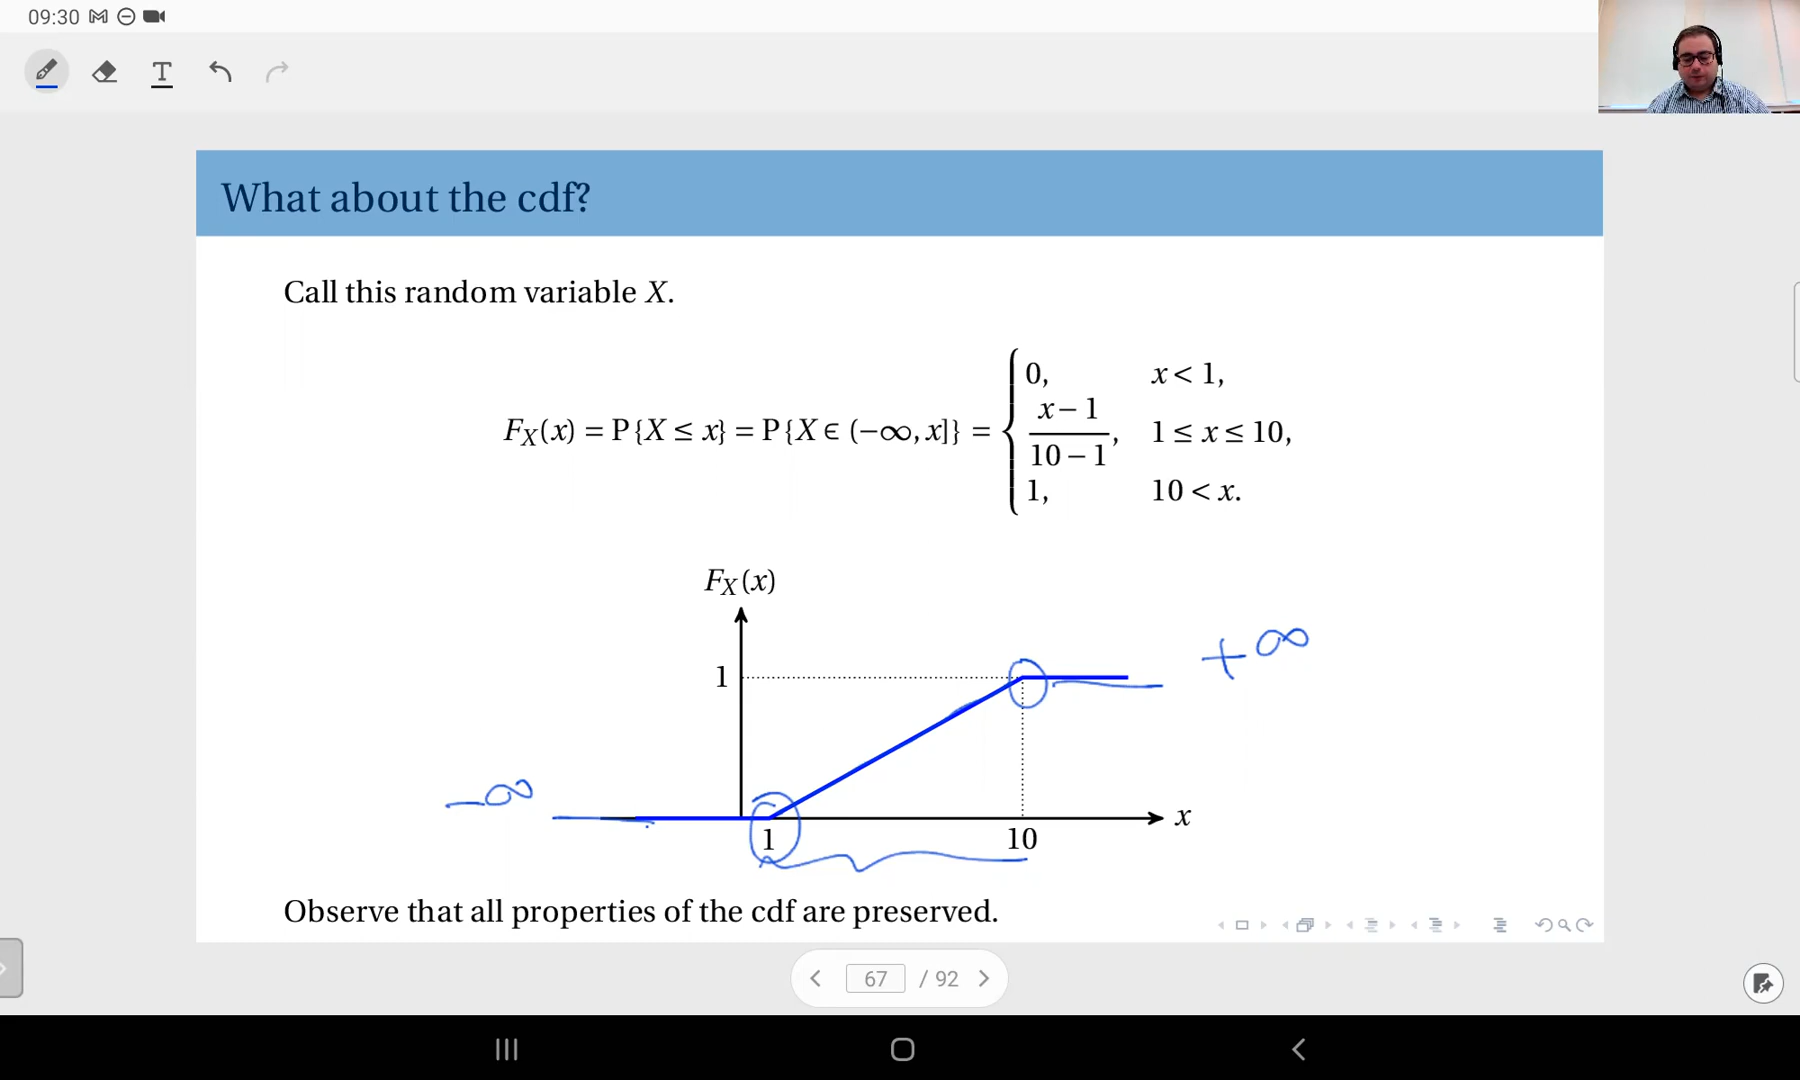 09:30
T
What about the cdf?
Call this random variable X.
F_X(x) = P{X ≤ x} = P{X ∈ (−∞, x]} = { 0, x < 1,
x − 1 / 10 − 1, 1 ≤ x ≤ 10,
1, 10 < x.
F_X(x)
+∞
1
−∞
x
1 10
Observe that all properties of the cdf are preserved.
67 / 92